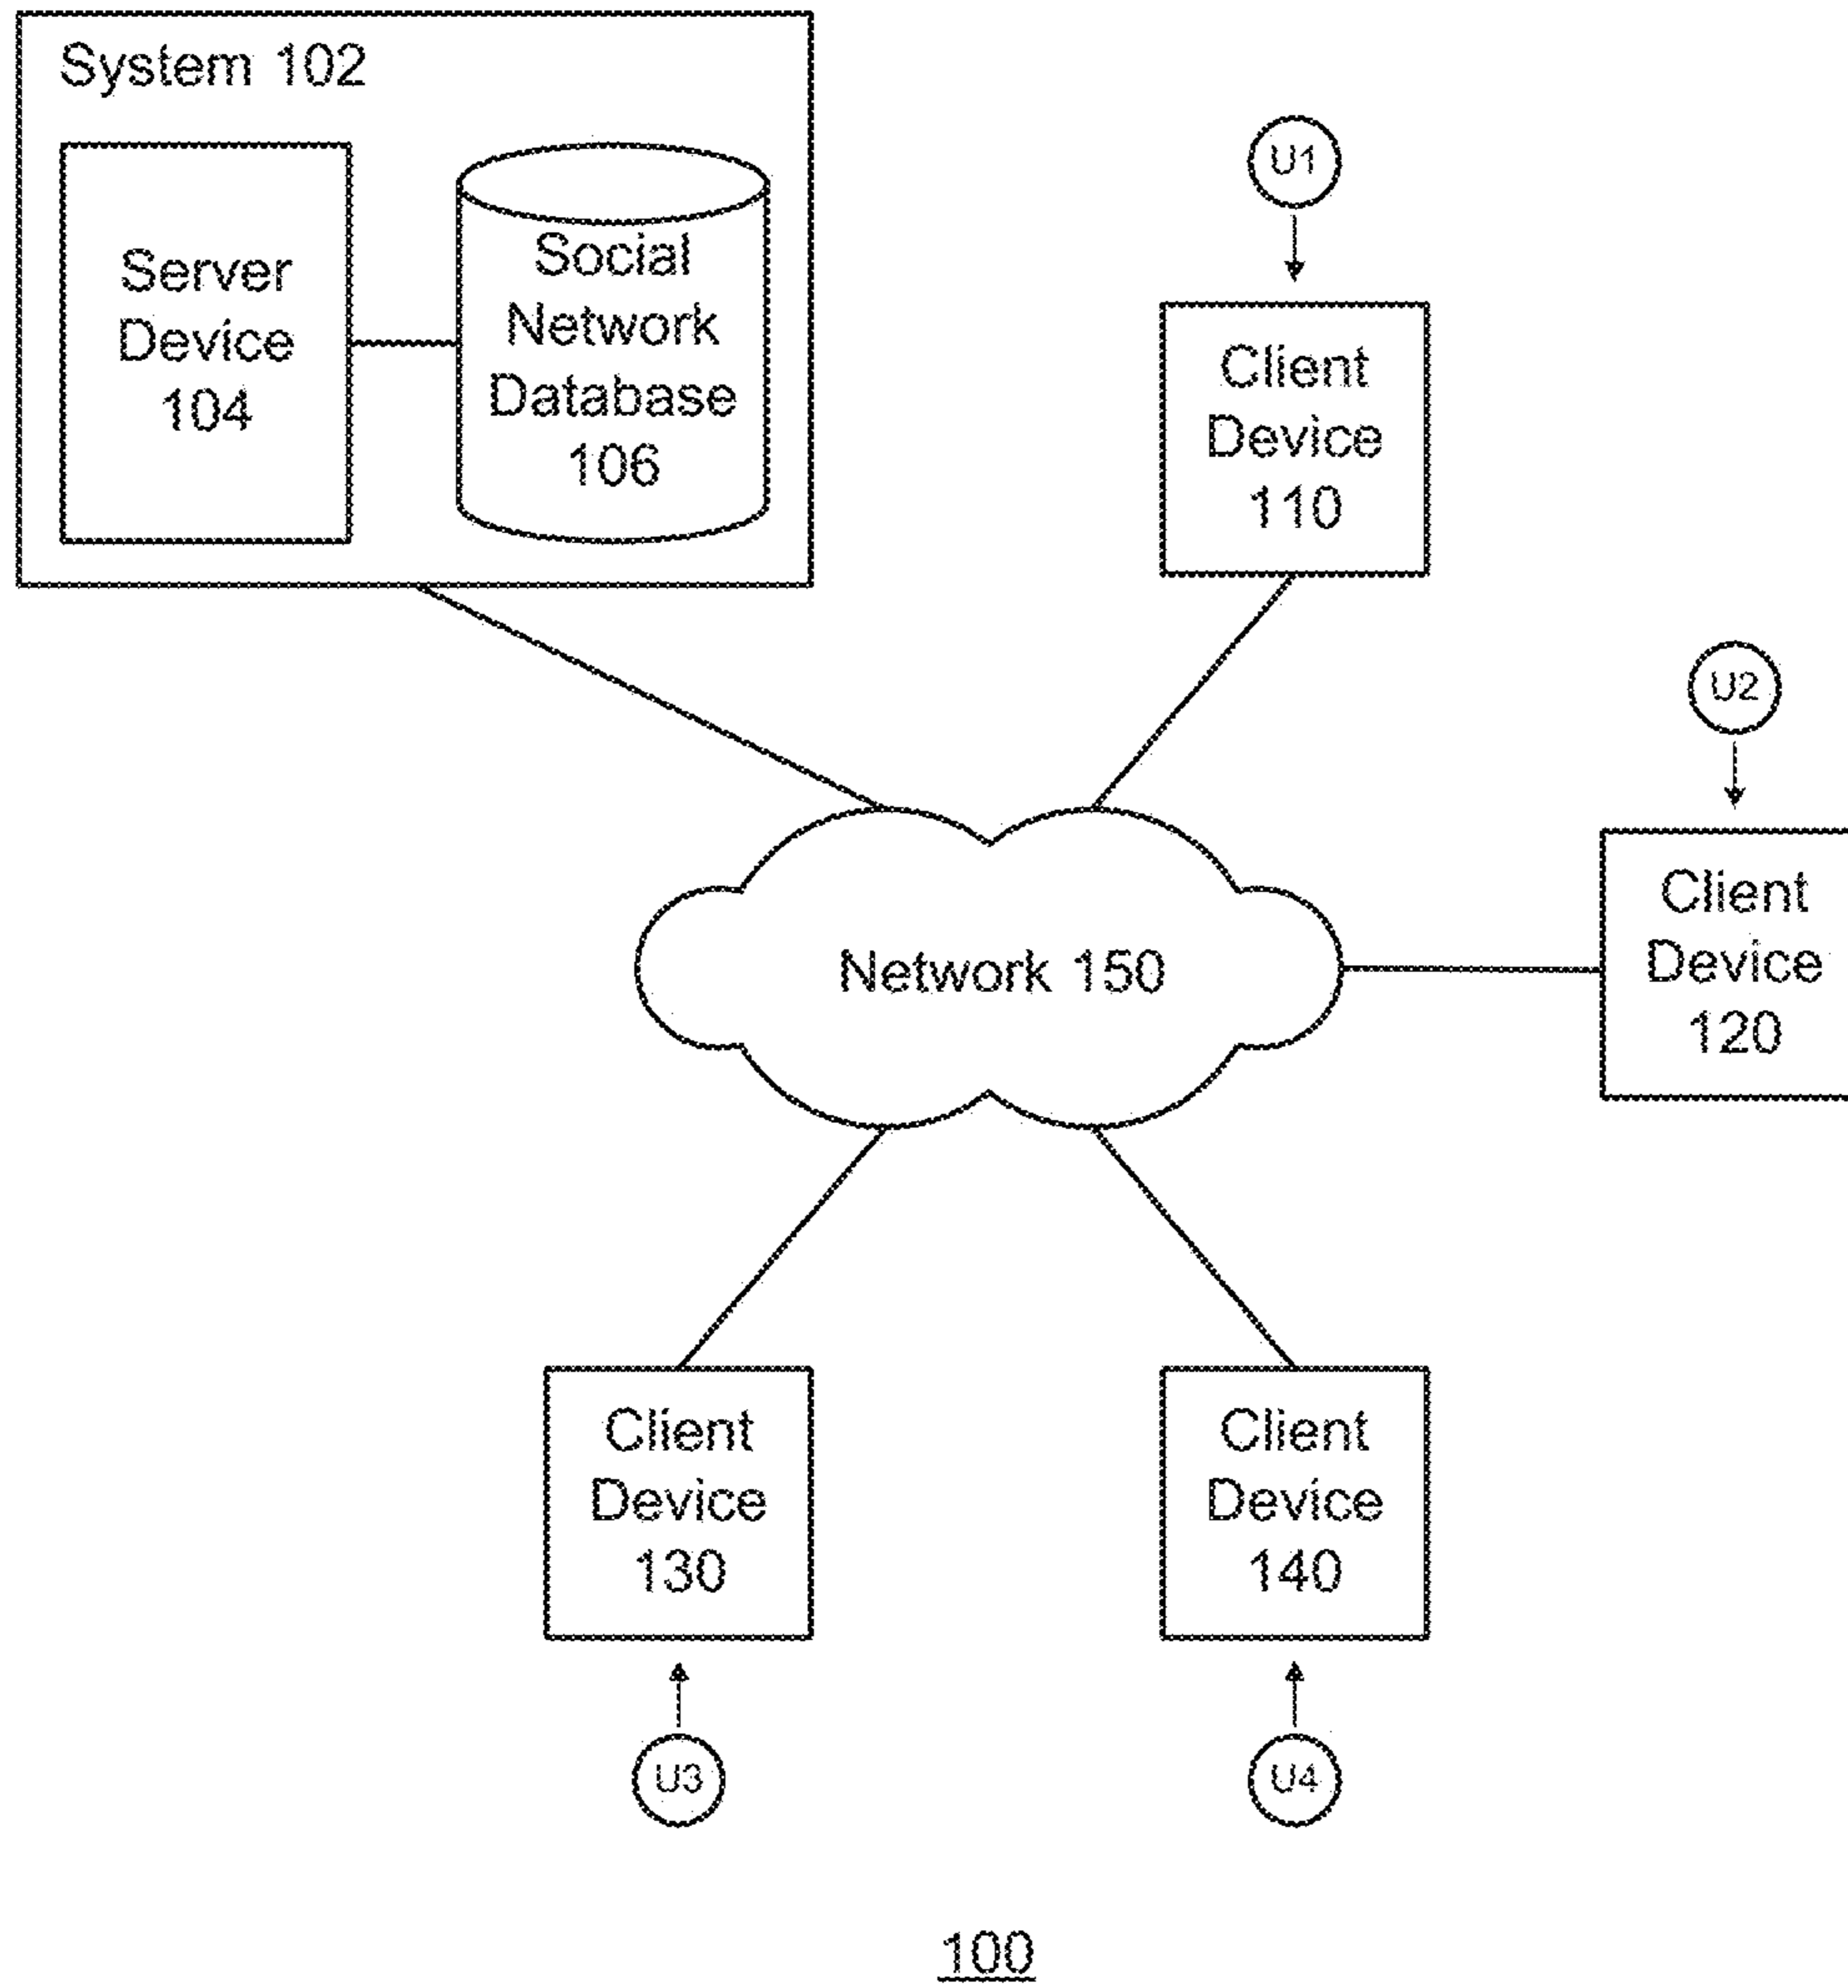 System 102
Server
Device
104
Social
Network
Database
106
U1
Client
Device
110
U2
Client
Device
120
Network 150
Client
Device
130
Client
Device
140
U3
U4
100